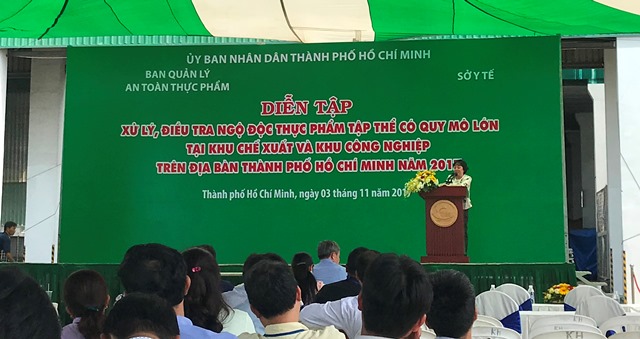 ỦY BAN NHÂN DÂN THÀNH PHỐ HỒ CHÍ MINH
BAN QUẢN LÝ
AN TOÀN THỰC PHẨM
SỞ Y TẾ
DIỄN TẬP
XỬ LÝ, ĐIỀU TRA NGỘ ĐỘC THỰC PHẨM TẬP THỂ CÓ QUY MÔ LỚN
TẠI KHU CHẾ XUẤT VÀ KHU CÔNG NGHIỆP
TRÊN ĐỊA BÀN THÀNH PHỐ HỒ CHÍ MINH NĂM
Thành phố Hồ Chí Minh, ngày 03 tháng 11 năm
KH
KH